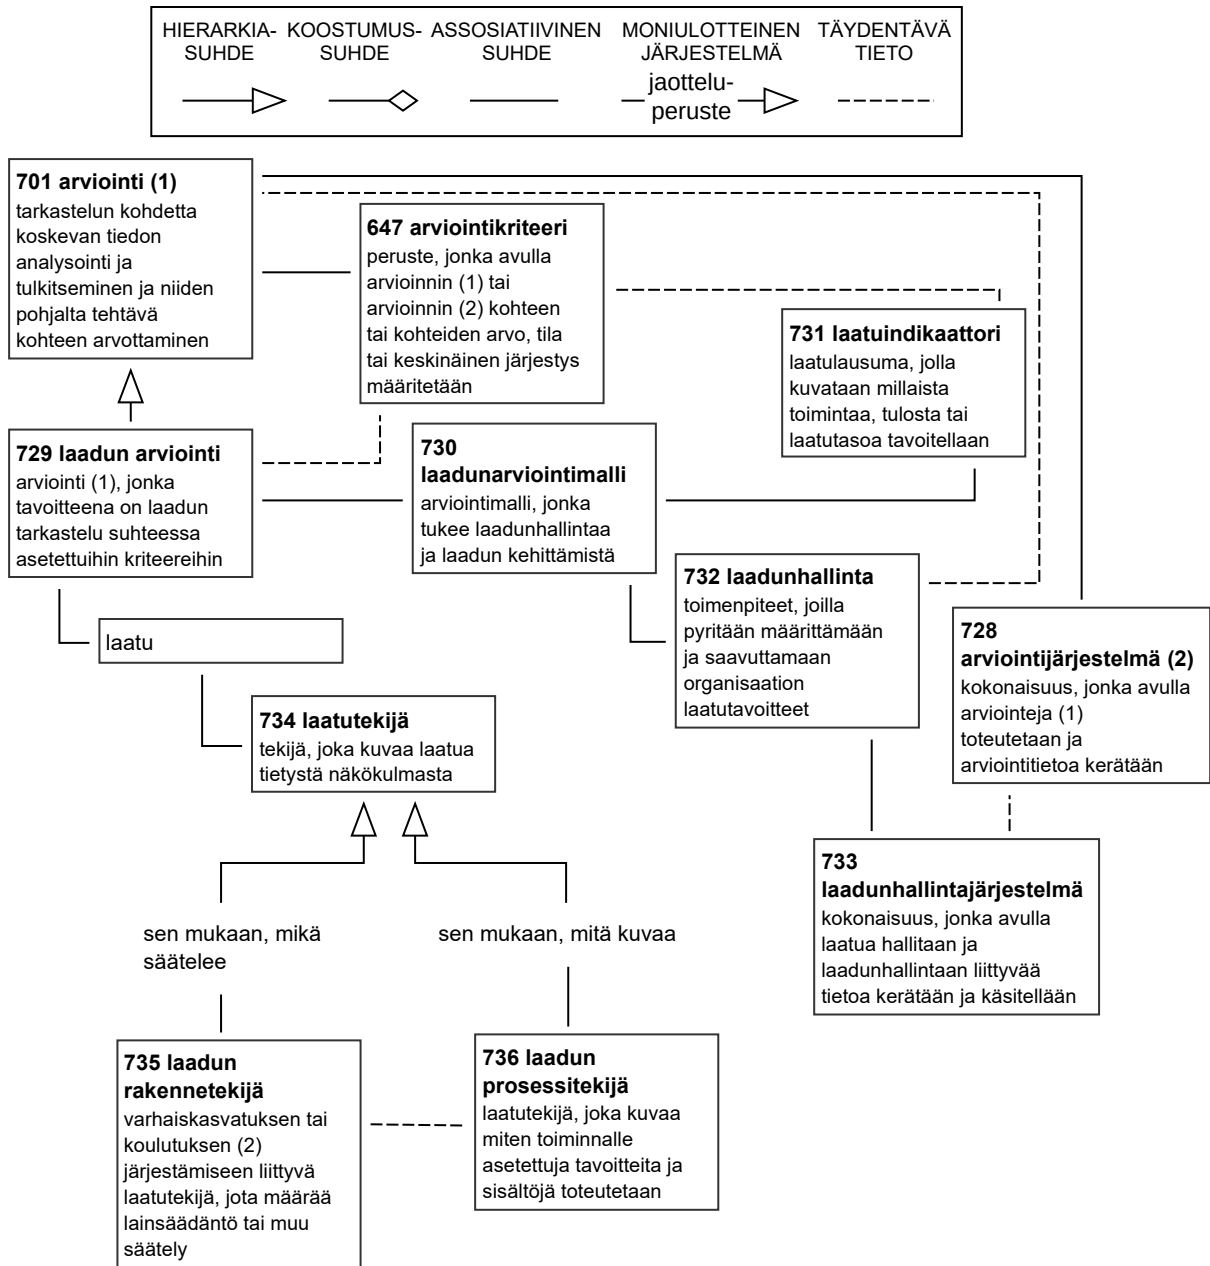 HIERARKIA-
SUHDE
KOOSTUMUS-
SUHDE
ASSOSIATIIVINEN
SUHDE
MONIULOTTEINEN
JÄRJESTELMÄ
TÄYDENTÄVÄ
TIETO
jaottelu-
peruste
701 arviointi (1)
tarkastelun kohdetta
koskevan tiedon
analysointi ja
tulkitseminen ja niiden
pohjalta tehtävä
kohteen arvottaminen
647 arviointikriteeri
peruste, jonka avulla
arvioinnin (1) tai
arvioinnin (2) kohteen
tai kohteiden arvo, tila
tai keskinäinen järjestys
määritetään
731 laatuindikaattori
laatulausuma, jolla
kuvataan millaista
toimintaa, tulosta tai
laatutasoa tavoitellaan
729 laadun arviointi
arviointi (1), jonka
tavoitteena on laadun
tarkastelu suhteessa
asetettuihin kriteereihin
730
laadunarviointimalli
arviointimalli, jonka
tukee laadunhallintaa
ja laadun kehittämistä
732 laadunhallinta
toimenpiteet, joilla
pyritään määrittämään
ja saavuttamaan
organisaation
laatutavoitteet
728
arviointijärjestelmä (2)
kokonaisuus, jonka avulla
arviointeja (1)
toteutetaan ja
arviointitietoa kerätään
laatu
734 laatutekijä
tekijä, joka kuvaa laatua
tietystä näkökulmasta
733
laadunhallintajärjestelmä
kokonaisuus, jonka avulla
laatua hallitaan ja
laadunhallintaan liittyvää
tietoa kerätään ja käsitellään
sen mukaan, mikä
säätelee
sen mukaan, mitä kuvaa
735 laadun
rakennetekijä
varhaiskasvatuksen tai
koulutuksen (2)
järjestämiseen liittyvä
laatutekijä, jota määrää
lainsäädäntö tai muu
säätely
736 laadun
prosessitekijä
laatutekijä, joka kuvaa
miten toiminnalle
asetettuja tavoitteita ja
sisältöjä toteutetaan